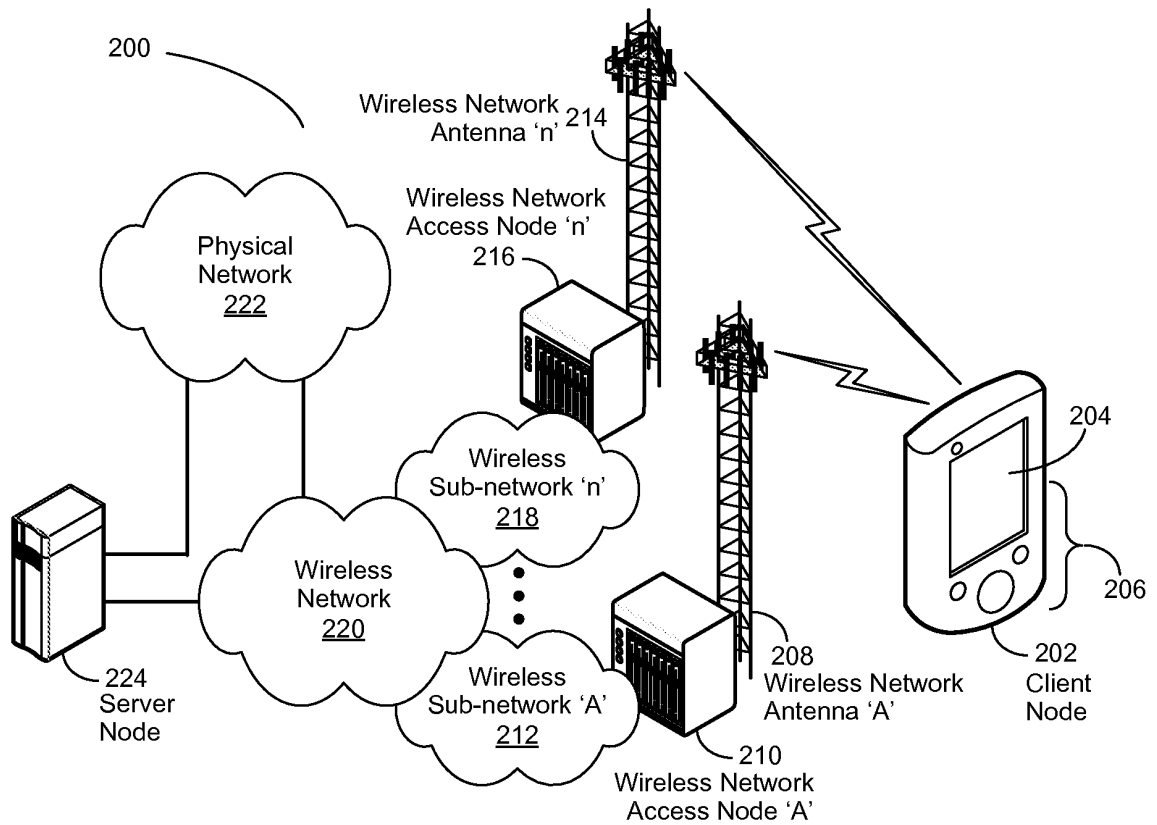 200
Wireless Network
Antenna ‘n’ 214
Wireless Network
Access Node ‘n’
216
Physical
Network
222
Wireless
Sub-network ‘n’
218
204
206
Wireless
Network
220
Wireless
Sub-network ‘A’
212
224
Server
Node
208
Wireless Network
Antenna ‘A’
202
Client
Node
210
Wireless Network
Access Node ‘A’